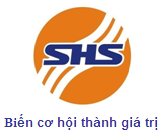 SHS
Biến cơ hội thành giá trị